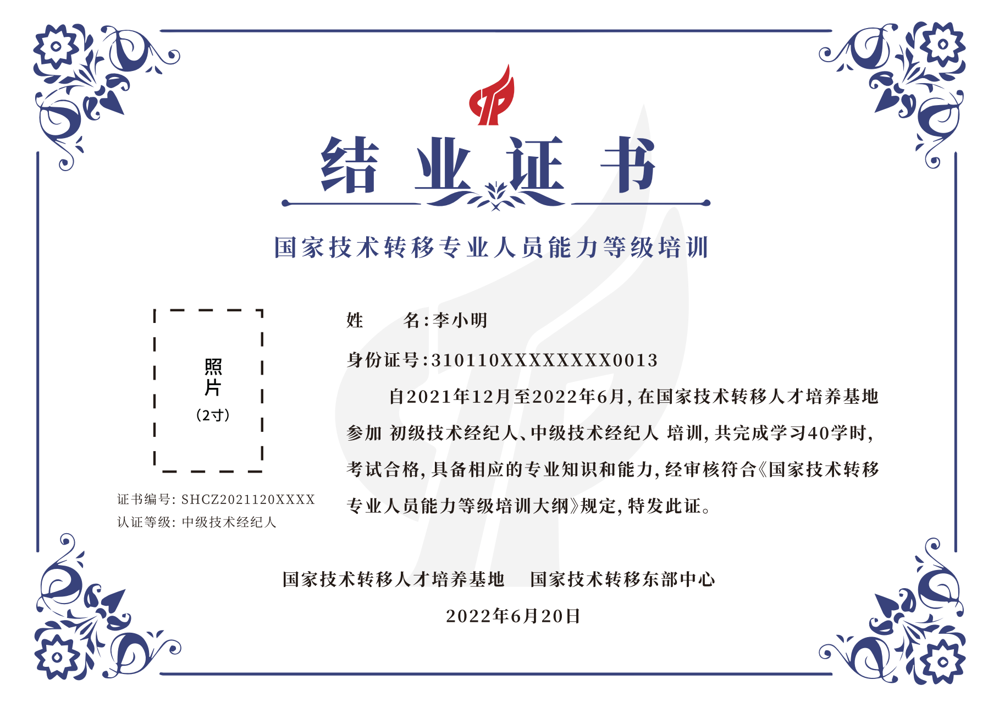 结业证书
国家技术转移专业人员能力等级培训
照
片
（2寸）
证书编号: SHCZ2021120XXXX
认证等级: 中级技术经纪人
姓 名:李小明
身份证号:310110XXXXXXXX0013
自2021年12月至2022年6月, 在国家技术转移人才培养基地
参加 初级技术经纪人、中级技术经纪人 培训, 共完成学习40学时,
考试合格, 具备相应的专业知识和能力, 经审核符合《国家技术转移
专业人员能力等级培训大纲》规定, 特发此证。
国家技术转移人才培养基地 国家技术转移东部中心
2022年6月20日